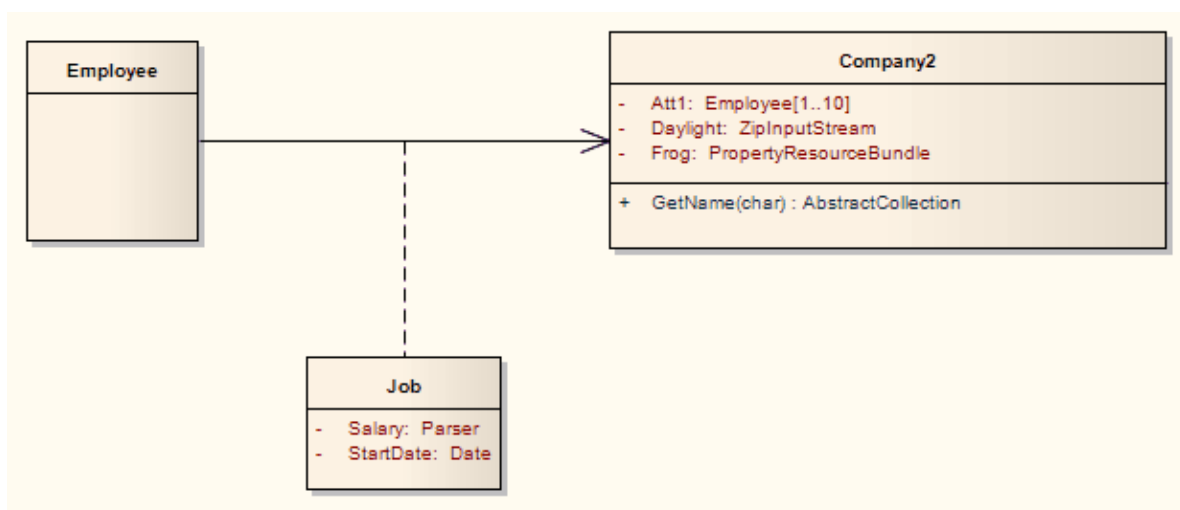 Employee
Company2
- Att1: Employee[1..10]
- Daylight: ZipInputStream
- Frog: PropertyResourceBundle
+ GetName(char) : AbstractCollection
Job
- Salary: Parser
- StartDate: Date